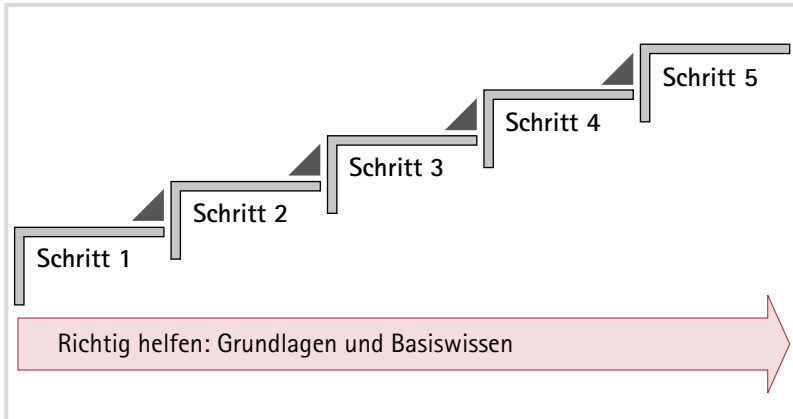 Schritt 5
Schritt 4
Schritt 3
Schritt 2
Schritt 1
Richtig helfen: Grundlagen und Basiswissen